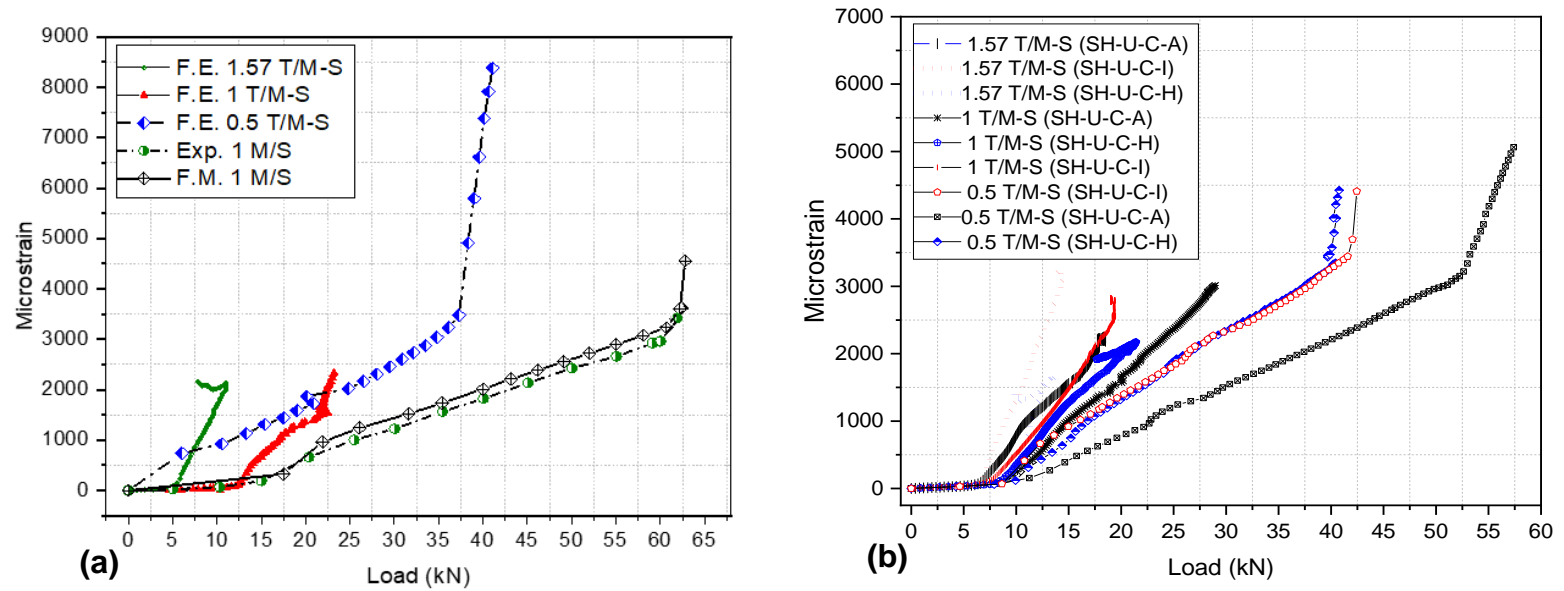 9000
8000
7000
6000
5000
4000
3000
2000
1000
0
Microstrain
F.E. 1.57 T/M-S
F.E. 1 T/M-S
F.E. 0.5 T/M-S
Exp. 1 M/S
F.M. 1 M/S
0 5 10 15 20 25 30 35 40 45 50 55 60 65
Load (kN)
(a)
7000
6000
5000
4000
3000
2000
1000
0
Microstrain
1.57 T/M-S (SH-U-C-A)
1.57 T/M-S (SH-U-C-I)
1.57 T/M-S (SH-U-C-H)
1 T/M-S (SH-U-C-A)
1 T/M-S (SH-U-C-H)
1 T/M-S (SH-U-C-I)
0.5 T/M-S (SH-U-C-I)
0.5 T/M-S (SH-U-C-A)
0.5 T/M-S (SH-U-C-H)
0 5 10 15 20 25 30 35 40 45 50 55 60
Load (kN)
(b)